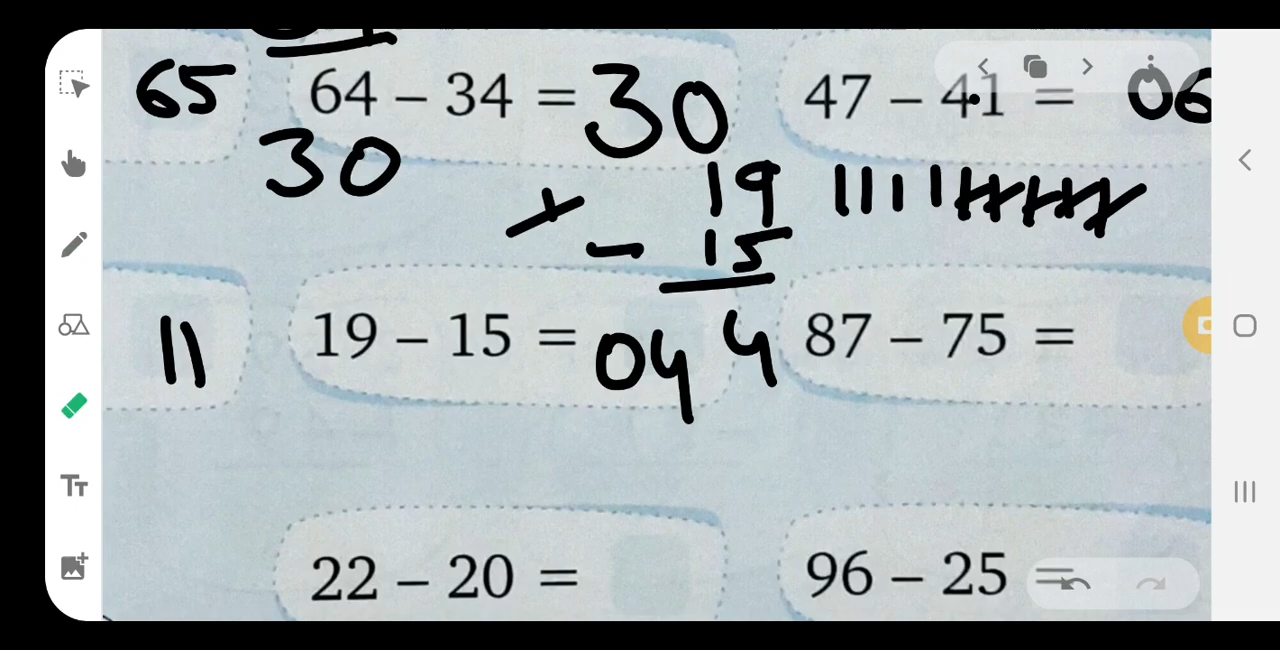 65 64 – 34 = 30 47 – 41 = 06
30
19
– 15
4
11 19 – 15 = 04 87 – 75 =
22 – 20 = 96 – 25 =